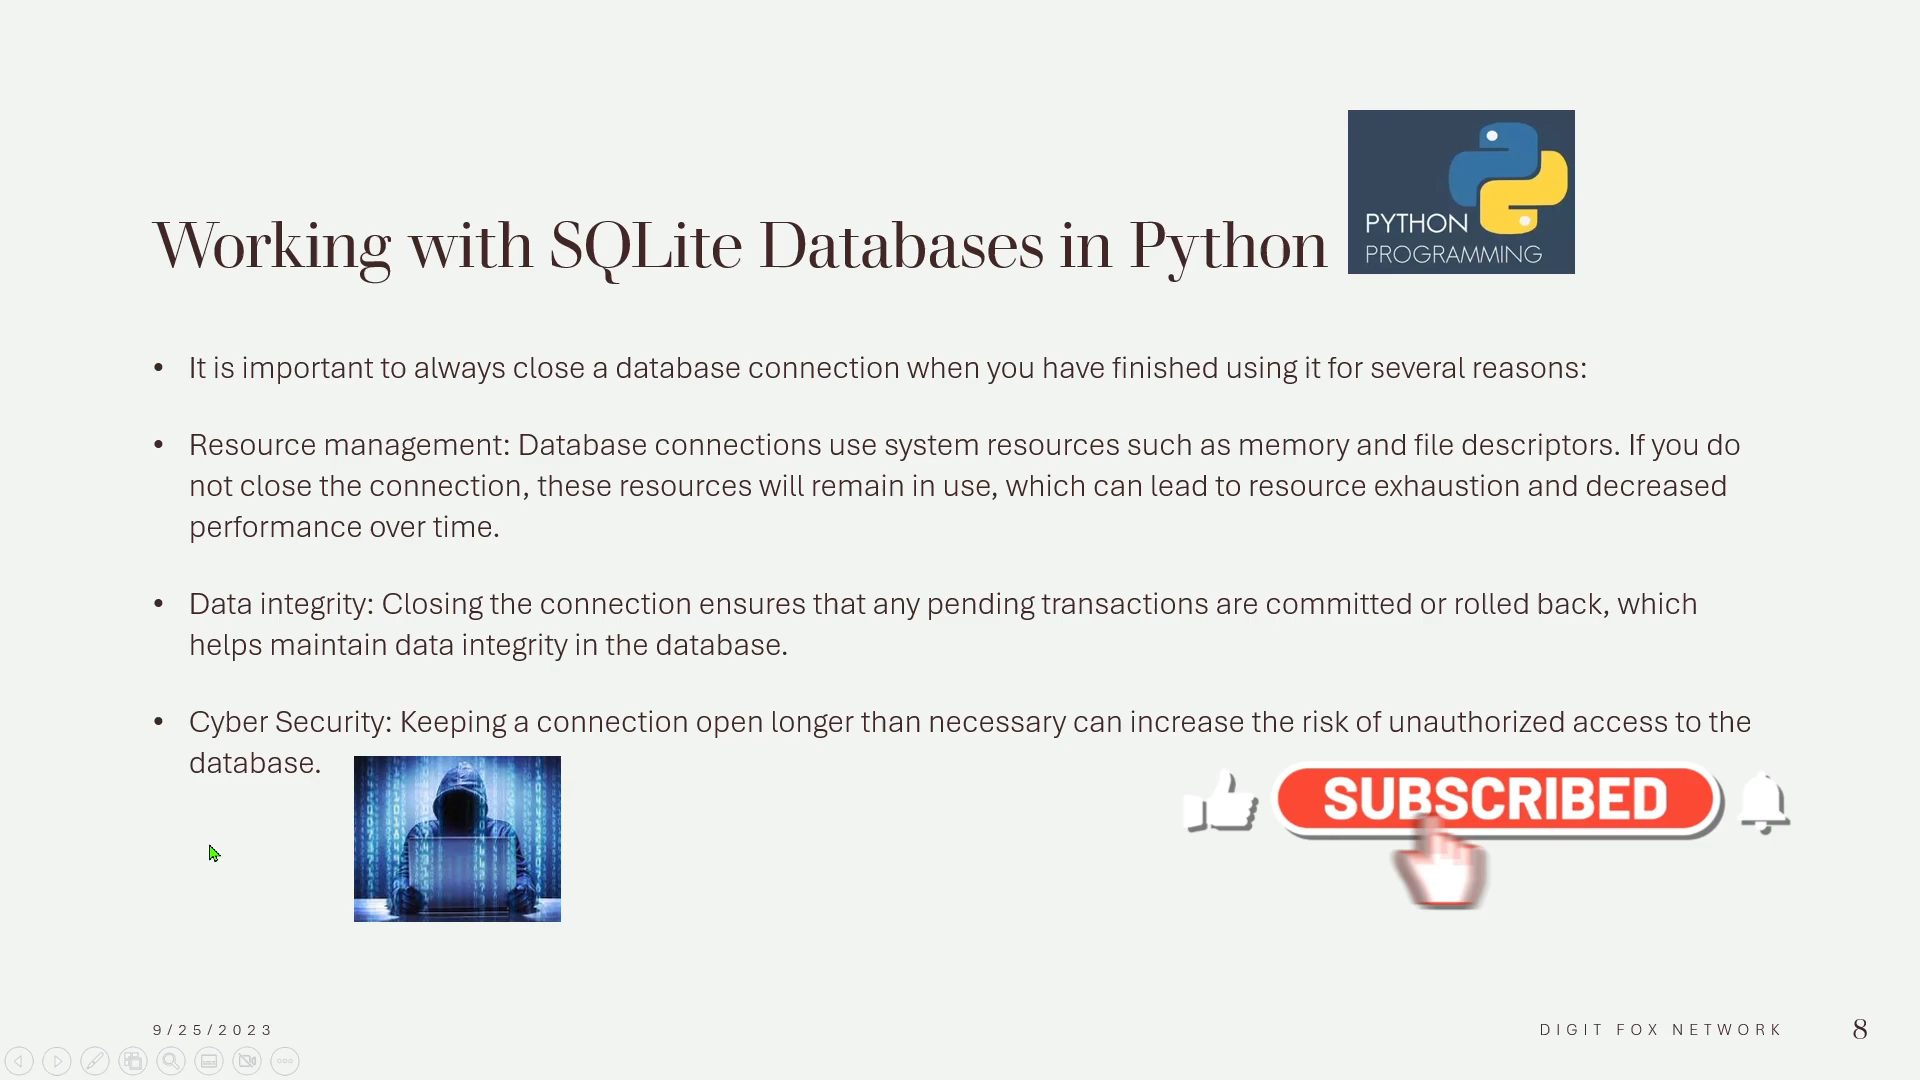 PYTHON
PROGRAMMING
Working with SQLite Databases in Python
• It is important to always close a database connection when you have finished using it for several reasons:
• Resource management: Database connections use system resources such as memory and file descriptors. If you do
not close the connection, these resources will remain in use, which can lead to resource exhaustion and decreased
performance over time.
• Data integrity: Closing the connection ensures that any pending transactions are committed or rolled back, which
helps maintain data integrity in the database.
• Cyber Security: Keeping a connection open longer than necessary can increase the risk of unauthorized access to the
database.
SUBSCRIBED
9/25/2023
DIGIT FOX NETWORK
8